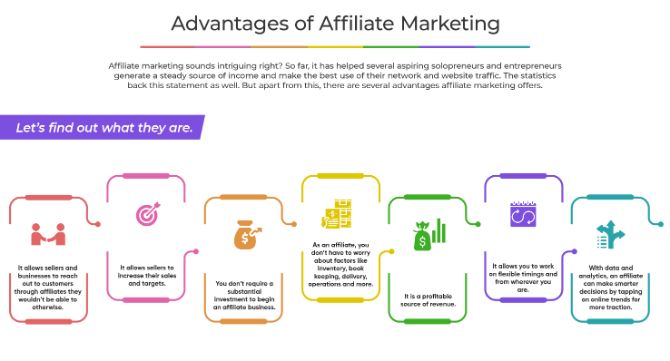 Advantages of Affiliate Marketing
Affiliate marketing sounds intriguing right? So far, it has helped several aspiring solopreneurs and entrepreneurs
generate a steady source of income and make the best use of their network and website traffic. The statistics
back this statement as well. But apart from this, there are several advantages affiliate marketing offers.
Let's find out what they are.
It allows sellers and
businesses to reach
out to customers
through affiliates they
wouldn't be able to
otherwise.
It allows sellers to
increase their sales
and targets.
You don't require a
substantial
investment to begin
an affiliate business.
As an affiliate, you
don't have to worry
about factors like
inventory, book
keeping, delivery,
operations and more.
It is a profitable
source of revenue.
It allows you to work
on flexible timings and
from wherever you
are.
With data and
analytics, an affiliate
can make smarter
decisions by tapping
on online trends for
more traction.